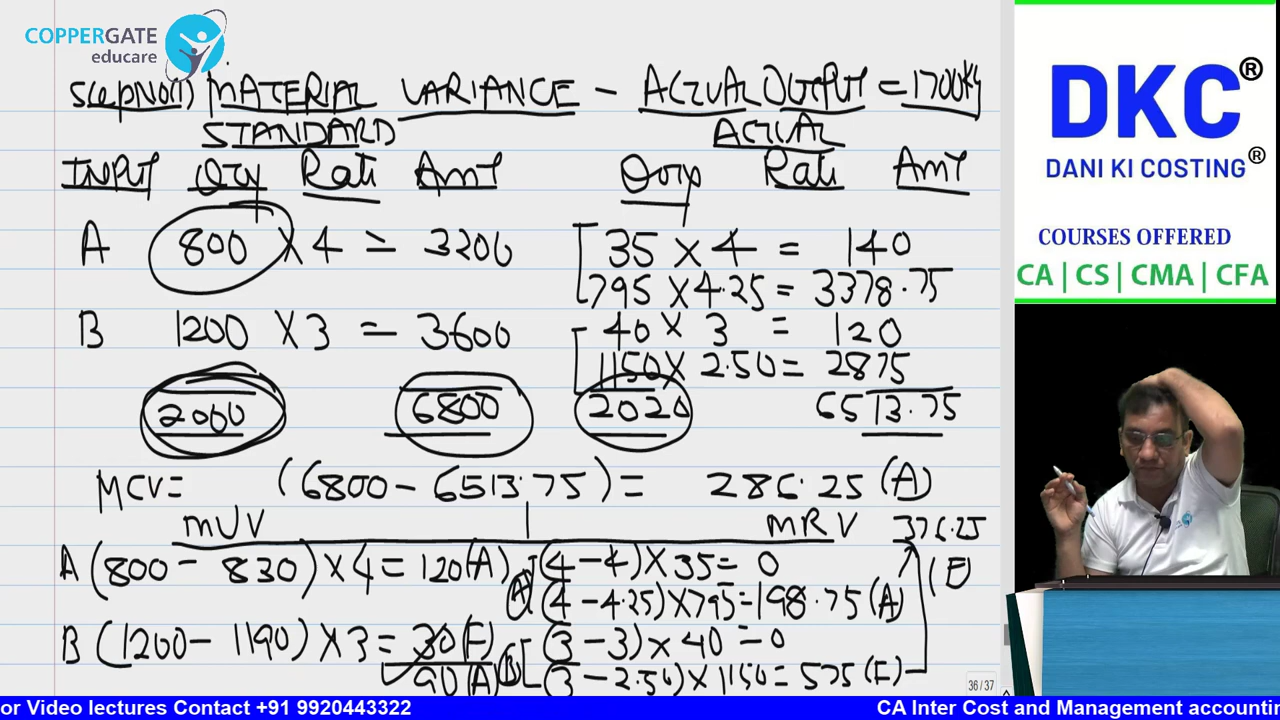 COPPERGATE
educare
Step No(1) MATERIAL VARIANCE - ACTUAL OUTPUT = 1700Kg
STANDARD ACTUAL
INPUT Qty Rate AMT Qty Rate AMT
A 800 X 4 = 3200 35 X 4 = 140
795 X 4.25 = 3378.75
B 1200 X 3 = 3600 40 X 3 = 120
1150 X 2.50 = 2875
2000 6800 2020 6513.75
MCV = (6800 - 6513.75) = 286.25 (A)
MUV MRV 376.25
A (800 - 830) X 4 = 120 (A) (4 - 4) X 35 = 0 (F)
(A) (4 - 4.25) X 795 = 198.75 (A)
B (1200 - 1190) X 3 = 30 (F) (3 - 3) X 40 = 0
90 (A) (B) (3 - 2.50) X 1150 = 575 (F)
36/37
DKC®
DANI KI COSTING®
COURSES OFFERED
CA | CS | CMA | CFA
or Video lectures Contact +91 9920443322 CA Inter Cost and Management accountin